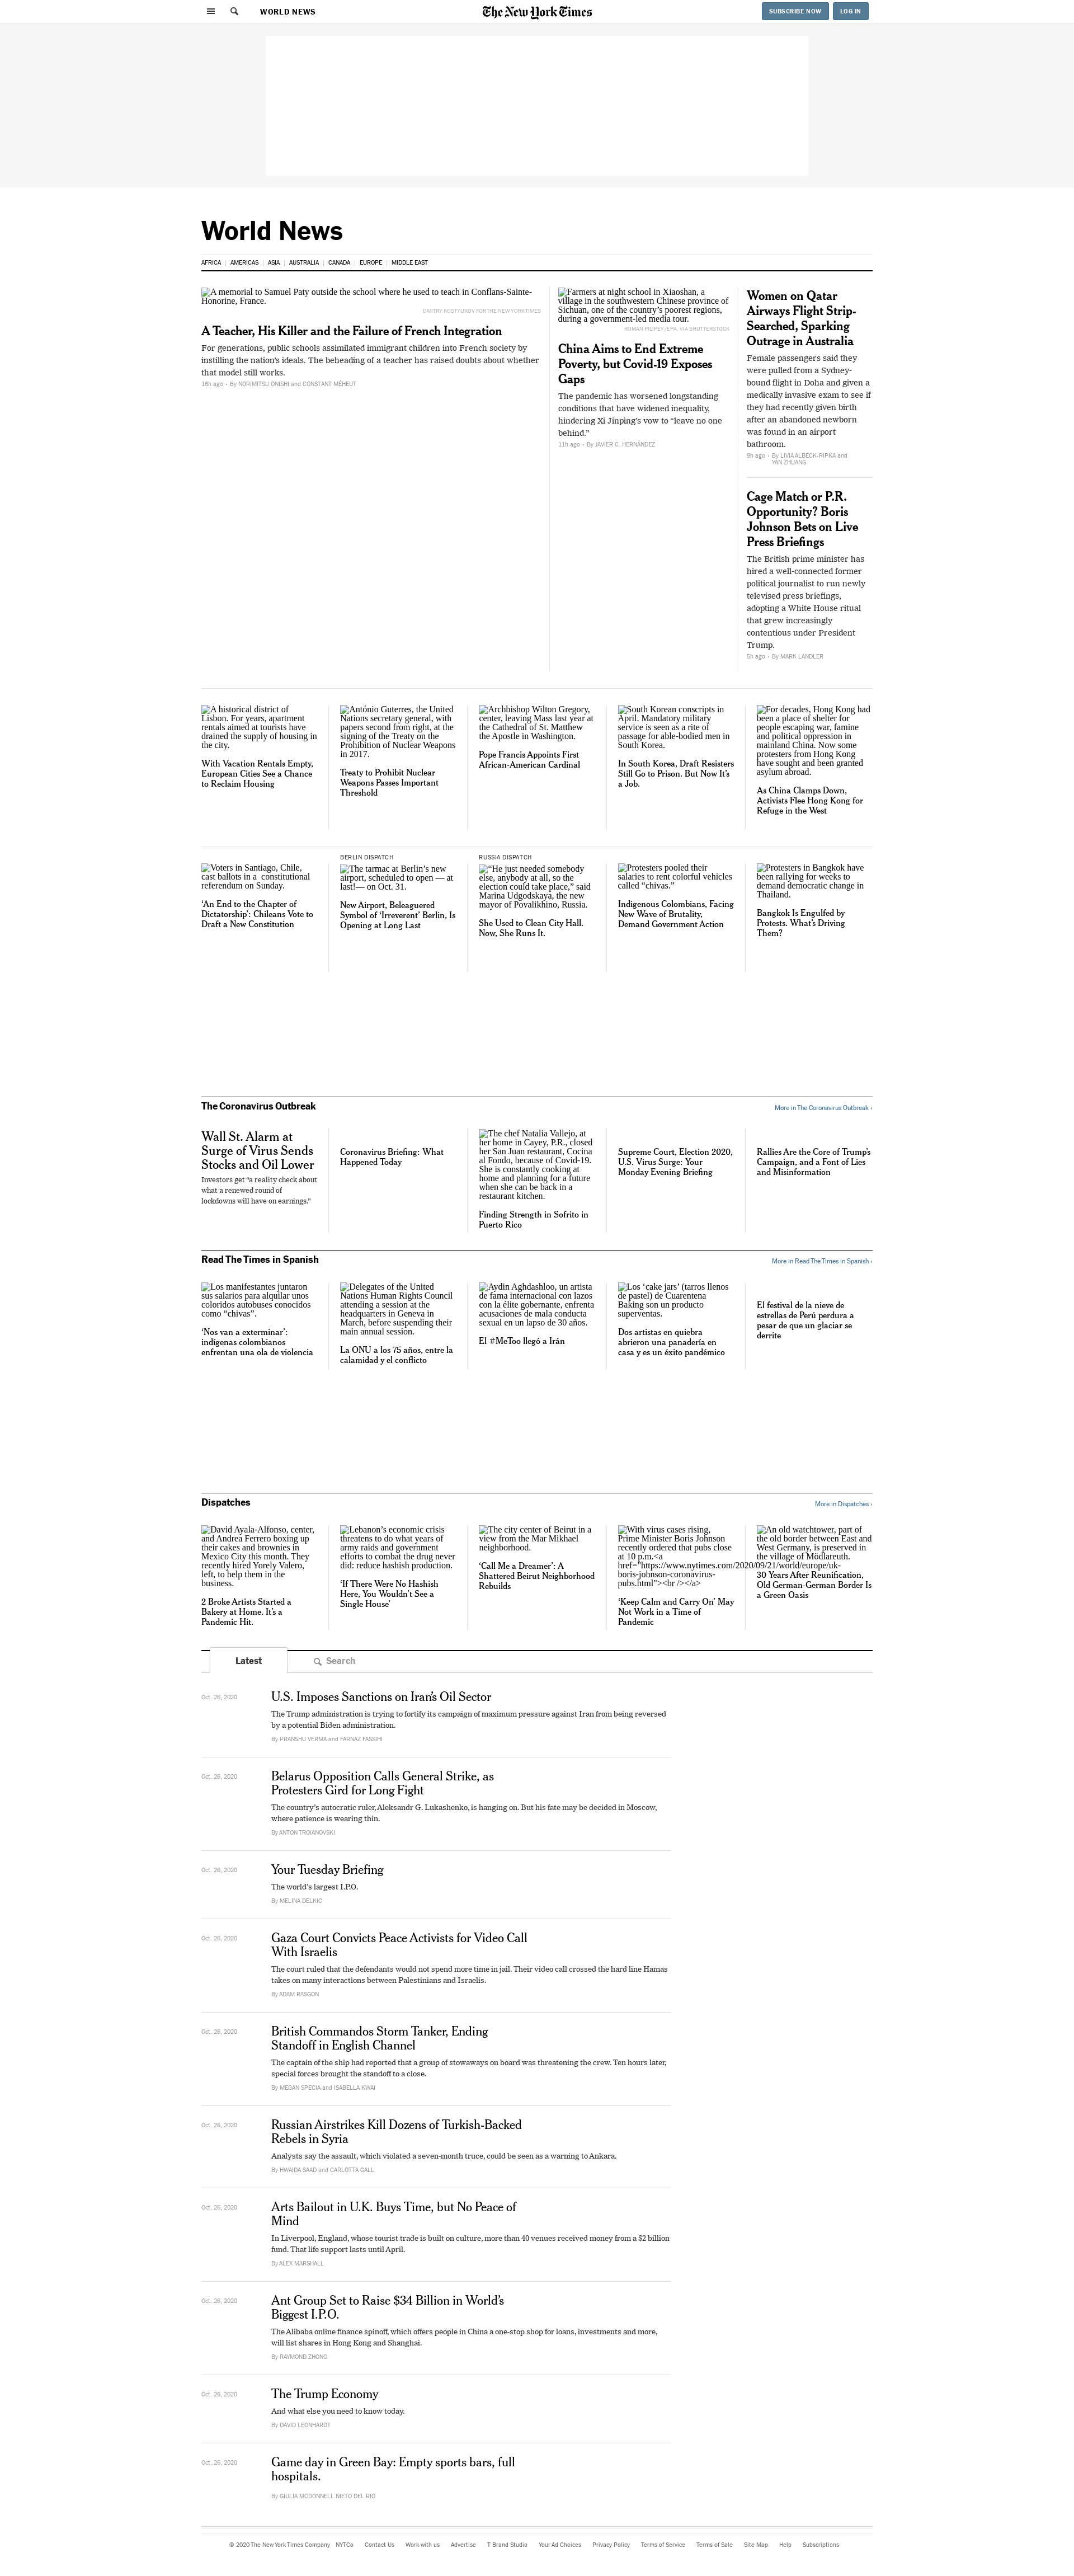 WORLD NEWS
The New York Times
SUBSCRIBE NOW
LOG IN
World News
AFRICA
AMERICAS
ASIA
AUSTRALIA
CANADA
EUROPE
MIDDLE EAST
A memorial to Samuel Paty outside the school where he used to teach in Conflans-Sainte-
Honorine, France.
DMITRY KOSTYUKOV FOR THE NEW YORK TIMES
A Teacher, His Killer and the Failure of French Integration
For generations, public schools assimilated immigrant children into French society by
instilling the nation's ideals. The beheading of a teacher has raised doubts about whether
that model still works.
16h ago · By NORIMITSU ONISHI and CONSTANT MÉHEUT
Farmers at night school in Xiaoshan, a
village in the southwestern Chinese province of
Sichuan, one of the country's poorest regions,
during a government-led media tour.
ROMAN PILIPEY/EPA, VIA SHUTTERSTOCK
China Aims to End Extreme
Poverty, but Covid-19 Exposes
Gaps
The pandemic has worsened longstanding
conditions that have widened inequality,
hindering Xi Jinping's vow to “leave no one
behind.”
11h ago · By JAVIER C. HERNÁNDEZ
Women on Qatar
Airways Flight Strip-
Searched, Sparking
Outrage in Australia
Female passengers said they
were pulled from a Sydney-
bound flight in Doha and given a
medically invasive exam to see if
they had recently given birth
after an abandoned newborn
was found in an airport
bathroom.
9h ago · By LIVIA ALBECK-RIPKA and
YAN ZHUANG
Cage Match or P.R.
Opportunity? Boris
Johnson Bets on Live
Press Briefings
The British prime minister has
hired a well-connected former
political journalist to run newly
televised press briefings,
adopting a White House ritual
that grew increasingly
contentious under President
Trump.
5h ago · By MARK LANDLER
A historical district of
Lisbon. For years, apartment
rentals aimed at tourists have
drained the supply of housing in
the city.
With Vacation Rentals Empty,
European Cities See a Chance
to Reclaim Housing
António Guterres, the United
Nations secretary general, with
papers second from right, at the
signing of the Treaty on the
Prohibition of Nuclear Weapons
in 2017.
Treaty to Prohibit Nuclear
Weapons Passes Important
Threshold
Archbishop Wilton Gregory,
center, leaving Mass last year at
the Cathedral of St. Matthew
the Apostle in Washington.
Pope Francis Appoints First
African-American Cardinal
South Korean conscripts in
April. Mandatory military
service is seen as a rite of
passage for able-bodied men in
South Korea.
In South Korea, Draft Resisters
Still Go to Prison. But Now It's
a Job.
For decades, Hong Kong had
been a place of shelter for
people escaping war, famine
and political oppression in
mainland China. Now some
protesters from Hong Kong
have sought and been granted
asylum abroad.
As China Clamps Down,
Activists Flee Hong Kong for
Refuge in the West
Voters in Santiago, Chile,
cast ballots in a constitutional
referendum on Sunday.
‘An End to the Chapter of
Dictatorship’: Chileans Vote to
Draft a New Constitution
BERLIN DISPATCH
The tarmac at Berlin's new
airport, scheduled to open — at
last!— on Oct. 31.
New Airport, Beleaguered
Symbol of ‘Irreverent’ Berlin, Is
Opening at Long Last
RUSSIA DISPATCH
“He just needed somebody
else, anybody at all, so the
election could take place,” said
Marina Udgodskaya, the new
mayor of Povalikhino, Russia.
She Used to Clean City Hall.
Now, She Runs It.
Protesters pooled their
salaries to rent colorful vehicles
called “chivas.”
Indigenous Colombians, Facing
New Wave of Brutality,
Demand Government Action
Protesters in Bangkok have
been rallying for weeks to
demand democratic change in
Thailand.
Bangkok Is Engulfed by
Protests. What's Driving
Them?
The Coronavirus Outbreak
More in The Coronavirus Outbreak ›
Wall St. Alarm at
Surge of Virus Sends
Stocks and Oil Lower
Investors get “a reality check about
what a renewed round of
lockdowns will have on earnings.”
Coronavirus Briefing: What
Happened Today
The chef Natalia Vallejo, at
her home in Cayey, P.R., closed
her San Juan restaurant, Cocina
al Fondo, because of Covid-19.
She is constantly cooking at
home and planning for a future
when she can be back in a
restaurant kitchen.
Finding Strength in Sofrito in
Puerto Rico
Supreme Court, Election 2020,
U.S. Virus Surge: Your
Monday Evening Briefing
Rallies Are the Core of Trump's
Campaign, and a Font of Lies
and Misinformation
Read The Times in Spanish
More in Read The Times in Spanish ›
Los manifestantes juntaron
sus salarios para alquilar unos
coloridos autobuses conocidos
como “chivas”.
‘Nos van a exterminar’:
indígenas colombianos
enfrentan una ola de violencia
Delegates of the United
Nations Human Rights Council
attending a session at the
headquarters in Geneva in
March, before suspending their
main annual session.
La ONU a los 75 años, entre la
calamidad y el conflicto
Aydin Aghdashloo, un artista
de fama internacional con lazos
con la élite gobernante, enfrenta
acusaciones de mala conducta
sexual en un lapso de 30 años.
El #MeToo llegó a Irán
Los ‘cake jars’ (tarros llenos
de pastel) de Cuarentena
Baking son un producto
superventas.
Dos artistas en quiebra
abrieron una panadería en
casa y es un éxito pandémico
El festival de la nieve de
estrellas de Perú perdura a
pesar de que un glaciar se
derrite
Dispatches
More in Dispatches ›
David Ayala-Alfonso, center,
and Andrea Ferrero boxing up
their cakes and brownies in
Mexico City this month. They
recently hired Yorely Valero,
left, to help them in the
business.
2 Broke Artists Started a
Bakery at Home. It's a
Pandemic Hit.
Lebanon's economic crisis
threatens to do what years of
army raids and government
efforts to combat the drug never
did: reduce hashish production.
‘If There Were No Hashish
Here, You Wouldn't See a
Single House’
The city center of Beirut in a
view from the Mar Mikhael
neighborhood.
‘Call Me a Dreamer’: A
Shattered Beirut Neighborhood
Rebuilds
With virus cases rising,
Prime Minister Boris Johnson
recently ordered that pubs close
at 10 p.m.<a
href="https://www.nytimes.com/2020/09/21/world/europe/uk-
boris-johnson-coronavirus-
pubs.html"><br /></a>
‘Keep Calm and Carry On’ May
Not Work in a Time of
Pandemic
An old watchtower, part of
the old border between East and
West Germany, is preserved in
the village of Mödlareuth.
30 Years After Reunification,
Old German-German Border Is
a Green Oasis
Latest
Search
Oct. 26, 2020
U.S. Imposes Sanctions on Iran's Oil Sector
The Trump administration is trying to fortify its campaign of maximum pressure against Iran from being reversed
by a potential Biden administration.
By PRANSHU VERMA and FARNAZ FASSIHI
Oct. 26, 2020
Belarus Opposition Calls General Strike, as
Protesters Gird for Long Fight
The country's autocratic ruler, Aleksandr G. Lukashenko, is hanging on. But his fate may be decided in Moscow,
where patience is wearing thin.
By ANTON TROIANOVSKI
Oct. 26, 2020
Your Tuesday Briefing
The world's largest I.P.O.
By MELINA DELKIC
Oct. 26, 2020
Gaza Court Convicts Peace Activists for Video Call
With Israelis
The court ruled that the defendants would not spend more time in jail. Their video call crossed the hard line Hamas
takes on many interactions between Palestinians and Israelis.
By ADAM RASGON
Oct. 26, 2020
British Commandos Storm Tanker, Ending
Standoff in English Channel
The captain of the ship had reported that a group of stowaways on board was threatening the crew. Ten hours later,
special forces brought the standoff to a close.
By MEGAN SPECIA and ISABELLA KWAI
Oct. 26, 2020
Russian Airstrikes Kill Dozens of Turkish-Backed
Rebels in Syria
Analysts say the assault, which violated a seven-month truce, could be seen as a warning to Ankara.
By HWAIDA SAAD and CARLOTTA GALL
Oct. 26, 2020
Arts Bailout in U.K. Buys Time, but No Peace of
Mind
In Liverpool, England, whose tourist trade is built on culture, more than 40 venues received money from a $2 billion
fund. That life support lasts until April.
By ALEX MARSHALL
Oct. 26, 2020
Ant Group Set to Raise $34 Billion in World's
Biggest I.P.O.
The Alibaba online finance spinoff, which offers people in China a one-stop shop for loans, investments and more,
will list shares in Hong Kong and Shanghai.
By RAYMOND ZHONG
Oct. 26, 2020
The Trump Economy
And what else you need to know today.
By DAVID LEONHARDT
Oct. 26, 2020
Game day in Green Bay: Empty sports bars, full
hospitals.
By GIULIA MCDONNELL NIETO DEL RIO
© 2020 The New York Times Company
NYTCo
Contact Us
Work with us
Advertise
T Brand Studio
Your Ad Choices
Privacy Policy
Terms of Service
Terms of Sale
Site Map
Help
Subscriptions